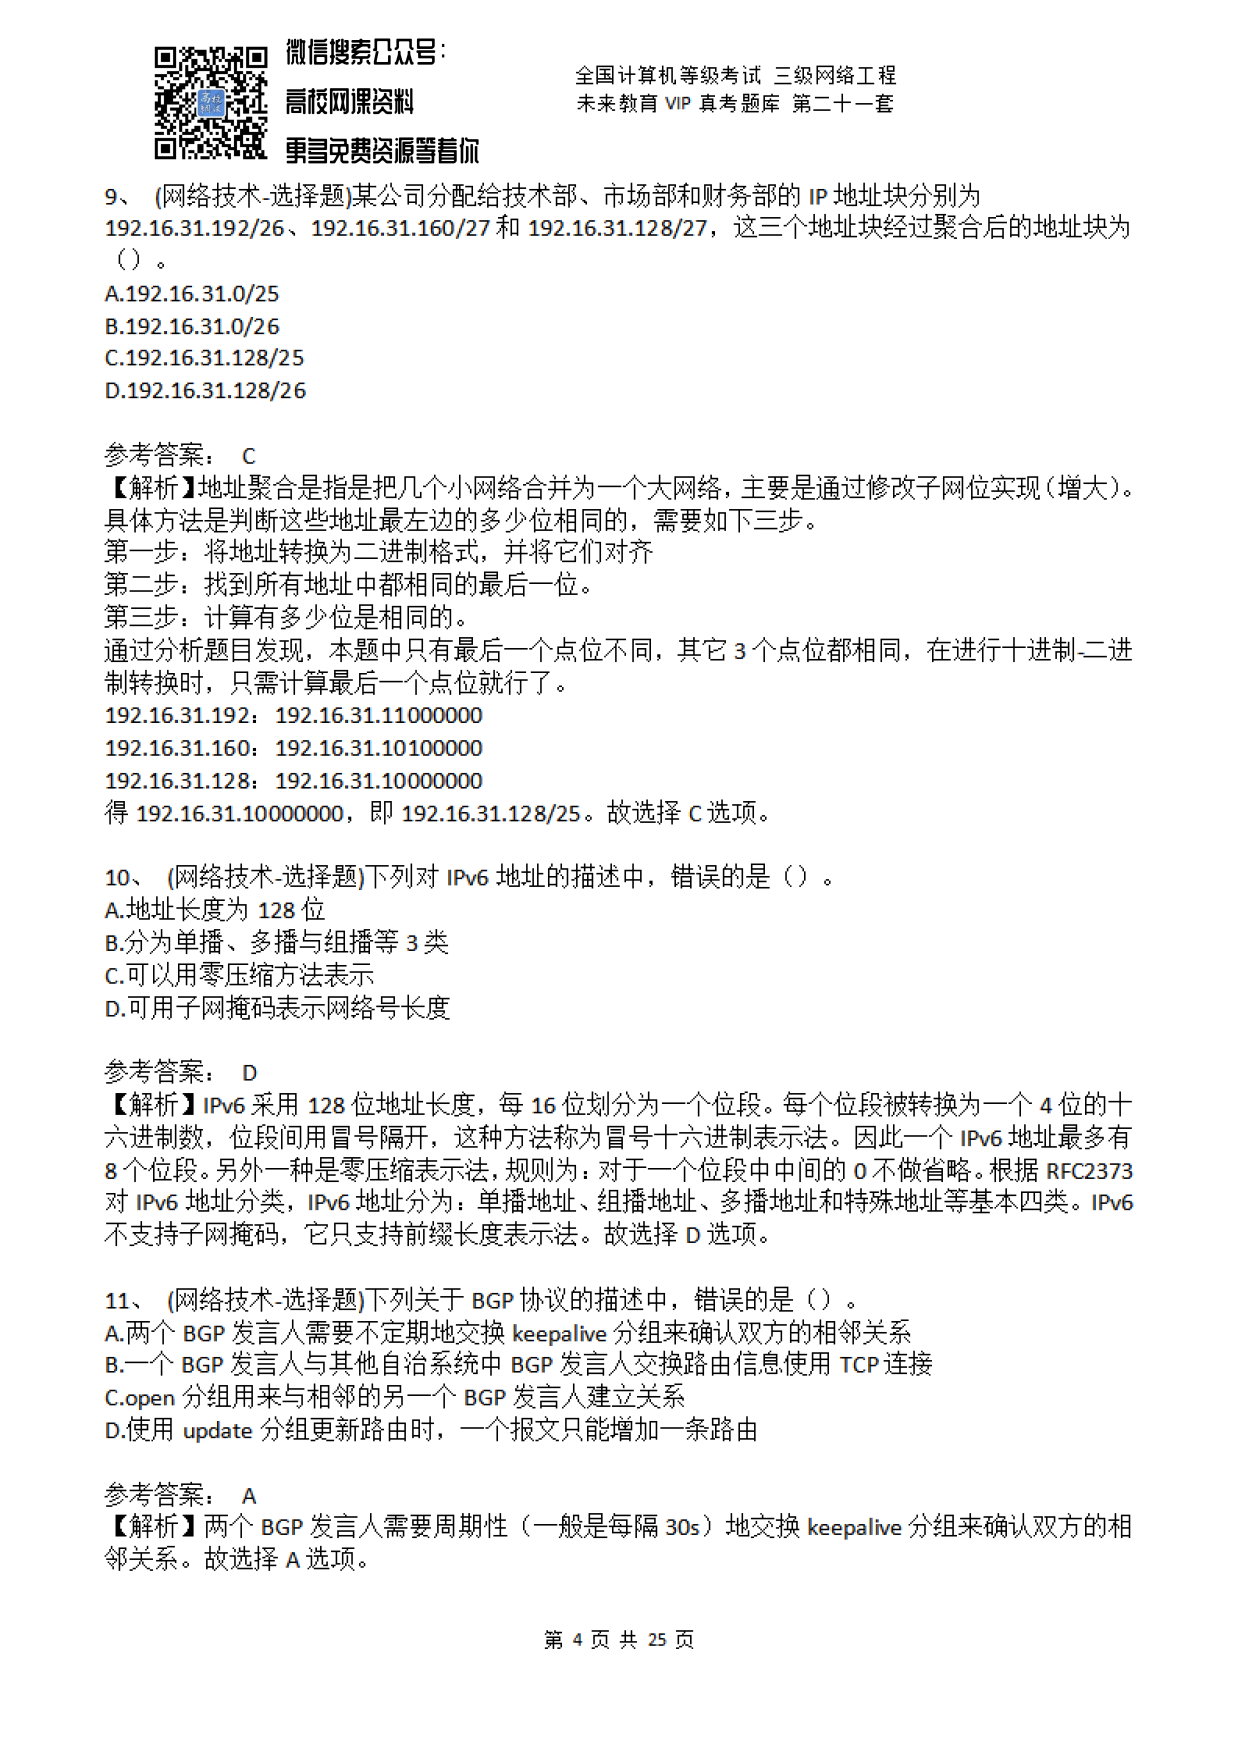 微信搜索公众号：
高校网课资料
更多免费资源等着你
全国计算机等级考试 三级网络工程
未来教育 VIP 真考题库 第二十一套
9、 (网络技术-选择题)某公司分配给技术部、市场部和财务部的 IP 地址块分别为
192.16.31.192/26、192.16.31.160/27 和 192.16.31.128/27，这三个地址块经过聚合后的地址块为
（）。
A.192.16.31.0/25
B.192.16.31.0/26
C.192.16.31.128/25
D.192.16.31.128/26
参考答案： C
【解析】地址聚合是指是把几个小网络合并为一个大网络，主要是通过修改子网位实现（增大）。
具体方法是判断这些地址最左边的多少位相同的，需要如下三步。
第一步：将地址转换为二进制格式，并将它们对齐
第二步：找到所有地址中都相同的最后一位。
第三步：计算有多少位是相同的。
通过分析题目发现，本题中只有最后一个点位不同，其它 3 个点位都相同，在进行十进制-二进
制转换时，只需计算最后一个点位就行了。
192.16.31.192：192.16.31.11000000
192.16.31.160：192.16.31.10100000
192.16.31.128：192.16.31.10000000
得 192.16.31.10000000，即 192.16.31.128/25。故选择 C 选项。
10、 (网络技术-选择题)下列对 IPv6 地址的描述中，错误的是（）。
A.地址长度为 128 位
B.分为单播、多播与组播等 3 类
C.可以用零压缩方法表示
D.可用子网掩码表示网络号长度
参考答案： D
【解析】IPv6 采用 128 位地址长度，每 16 位划分为一个位段。每个位段被转换为一个 4 位的十
六进制数，位段间用冒号隔开，这种方法称为冒号十六进制表示法。因此一个 IPv6 地址最多有
8 个位段。另外一种是零压缩表示法，规则为：对于一个位段中中间的 0 不做省略。根据 RFC2373
对 IPv6 地址分类，IPv6 地址分为：单播地址、组播地址、多播地址和特殊地址等基本四类。IPv6
不支持子网掩码，它只支持前缀长度表示法。故选择 D 选项。
11、 (网络技术-选择题)下列关于 BGP 协议的描述中，错误的是（）。
A.两个 BGP 发言人需要不定期地交换 keepalive 分组来确认双方的相邻关系
B.一个 BGP 发言人与其他自治系统中 BGP 发言人交换路由信息使用 TCP 连接
C.open 分组用来与相邻的另一个 BGP 发言人建立关系
D.使用 update 分组更新路由时，一个报文只能增加一条路由
参考答案： A
【解析】两个 BGP 发言人需要周期性（一般是每隔 30s）地交换 keepalive 分组来确认双方的相
邻关系。故选择 A 选项。
第 4 页 共 25 页